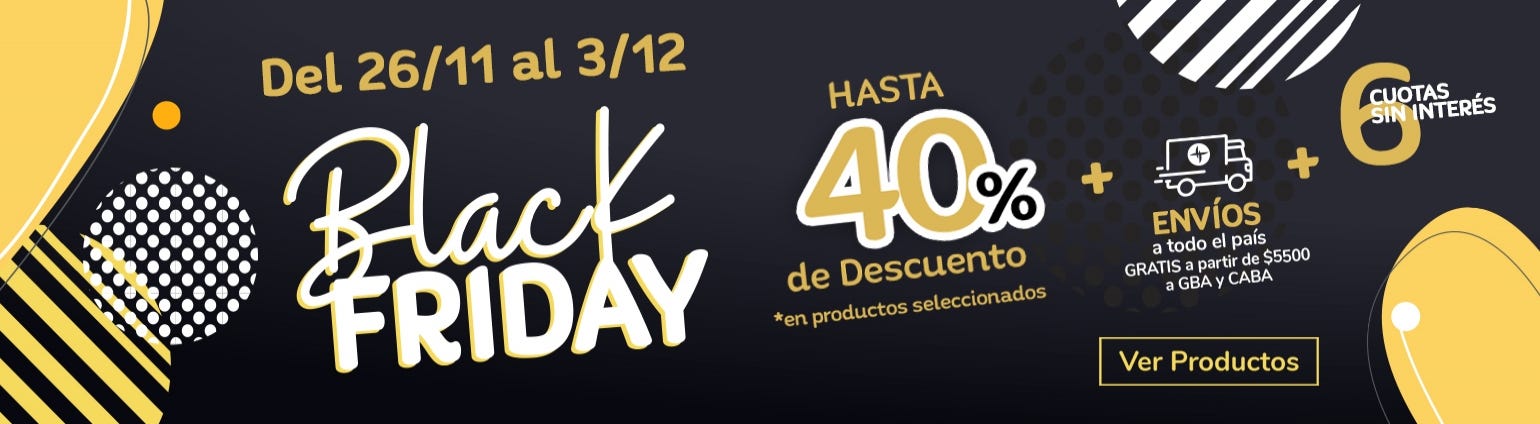 Del 26/11 al 3/12
Black
FRIDAY
HASTA
40%
de Descuento
*en productos seleccionados
+
ENVÍOS
a todo el país
GRATIS a partir de $5500
a GBA y CABA
+
6 CUOTAS
SIN INTERÉS
Ver Productos